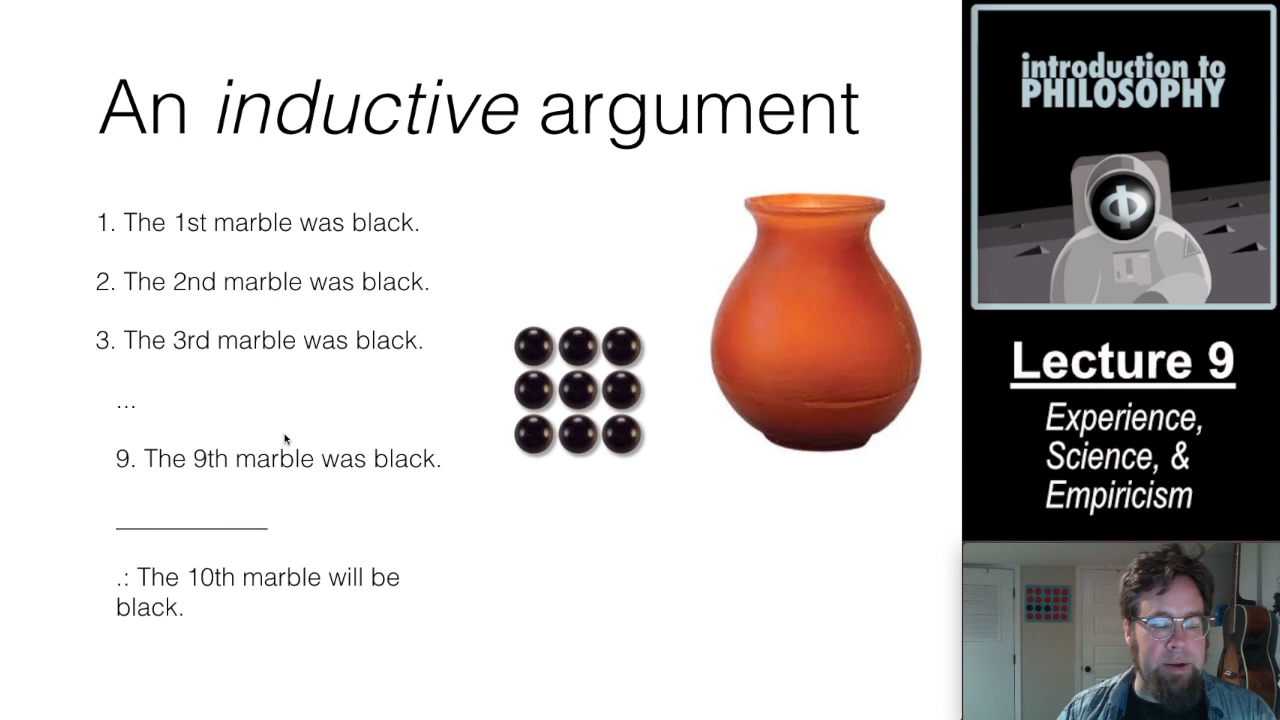 An inductive argument
1. The 1st marble was black.
2. The 2nd marble was black.
3. The 3rd marble was black.
...
9. The 9th marble was black.
.: The 10th marble will be
black.
introduction to
PHILOSOPHY
Φ
Lecture 9
Experience,
Science, &
Empiricism